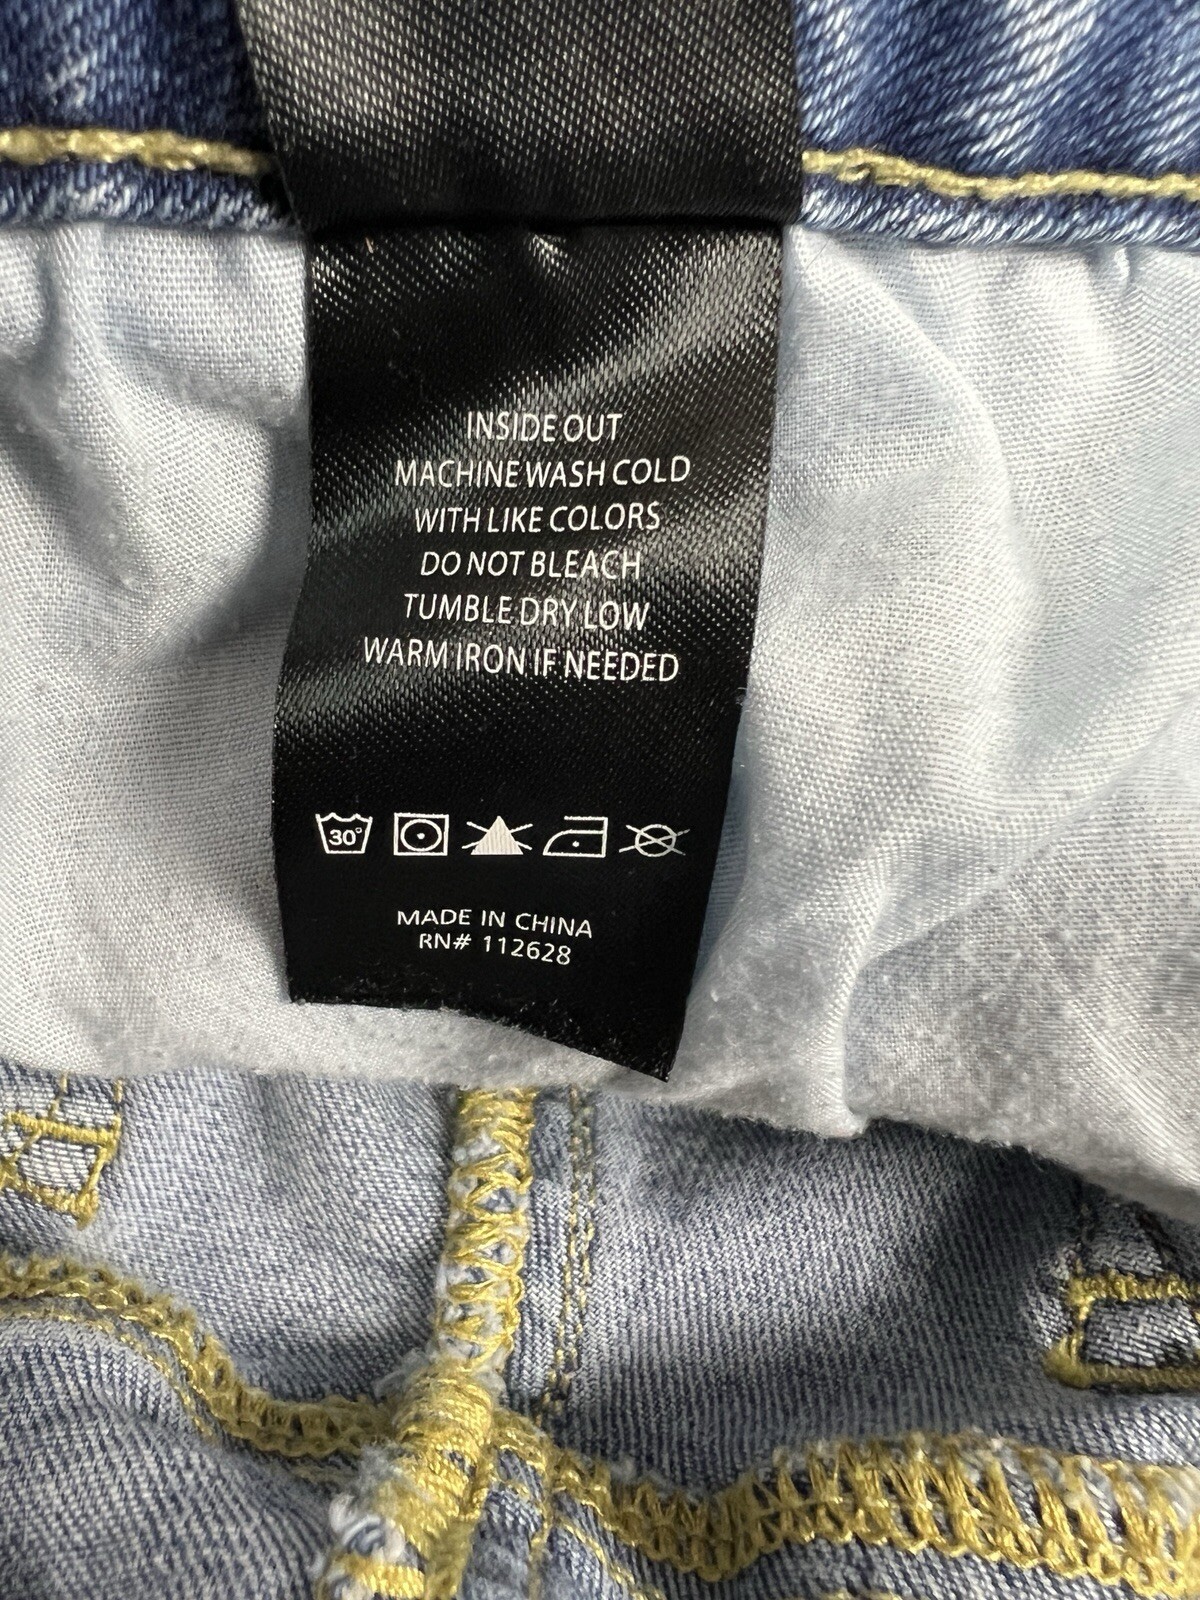 INSIDE OUT
MACHINE WASH COLD
WITH LIKE COLORS
DO NOT BLEACH
TUMBLE DRY LOW
WARM IRON IF NEEDED
30°
MADE IN CHINA
RN# 112628